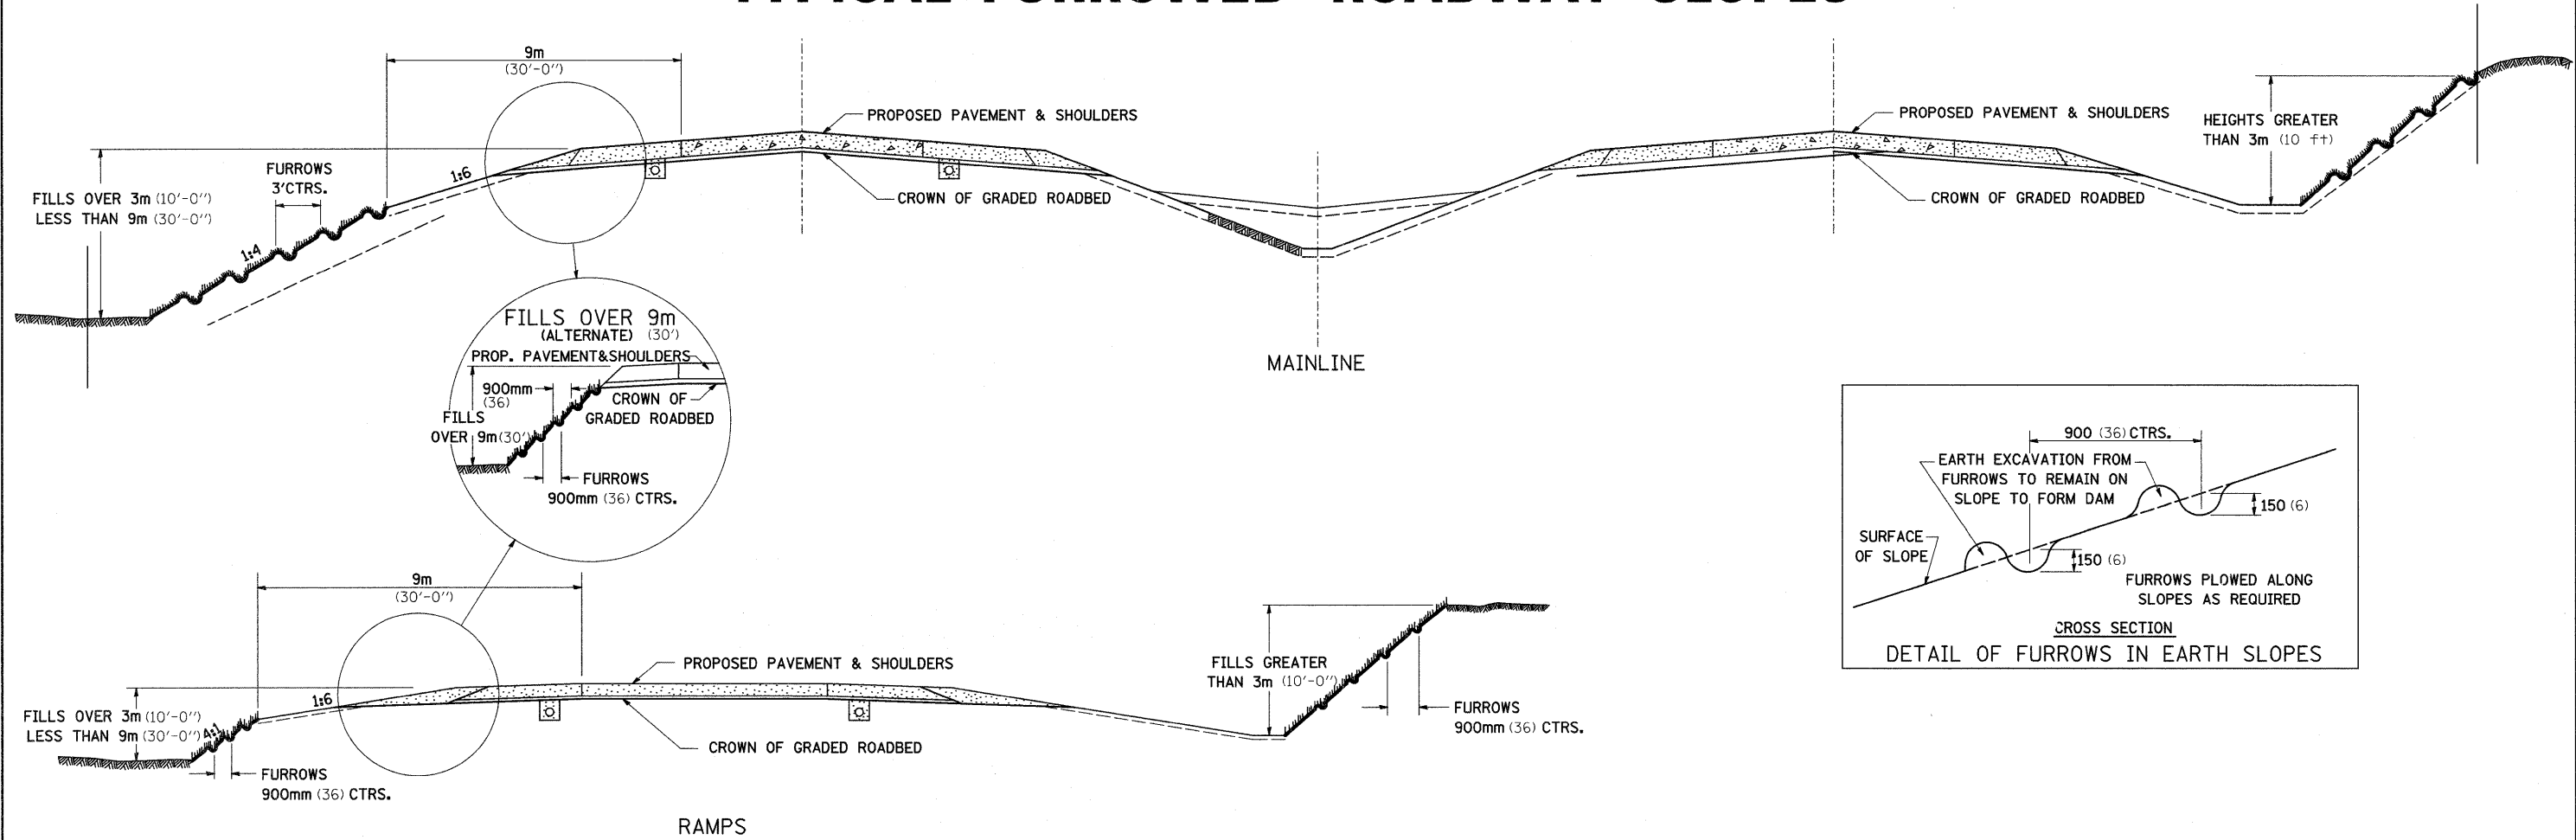 TYPICAL FURROWED ROADWAY SLOPES
9m
(30'-0")
PROPOSED PAVEMENT & SHOULDERS
CROWN OF GRADED ROADBED
FURROWS
3'CTRS.
1:6
1:4
FILLS OVER 3m (10'-0")
LESS THAN 9m (30'-0")
PROPOSED PAVEMENT & SHOULDERS
CROWN OF GRADED ROADBED
HEIGHTS GREATER
THAN 3m (10 ft)
MAINLINE
FILLS OVER 9m
(ALTERNATE) (30')
PROP. PAVEMENT&SHOULDERS
900mm
(36)
CROWN OF
GRADED ROADBED
FILLS
OVER 9m(30')
FURROWS
900mm (36) CTRS.
900 (36) CTRS.
EARTH EXCAVATION FROM
FURROWS TO REMAIN ON
SLOPE TO FORM DAM
150 (6)
SURFACE
OF SLOPE
150 (6)
FURROWS PLOWED ALONG
SLOPES AS REQUIRED
CROSS SECTION
DETAIL OF FURROWS IN EARTH SLOPES
9m
(30'-0")
PROPOSED PAVEMENT & SHOULDERS
1:6
FILLS OVER 3m (10'-0")
LESS THAN 9m (30'-0")
4:1
CROWN OF GRADED ROADBED
FURROWS
900mm (36) CTRS.
FILLS GREATER
THAN 3m (10'-0")
FURROWS
900mm (36) CTRS.
RAMPS